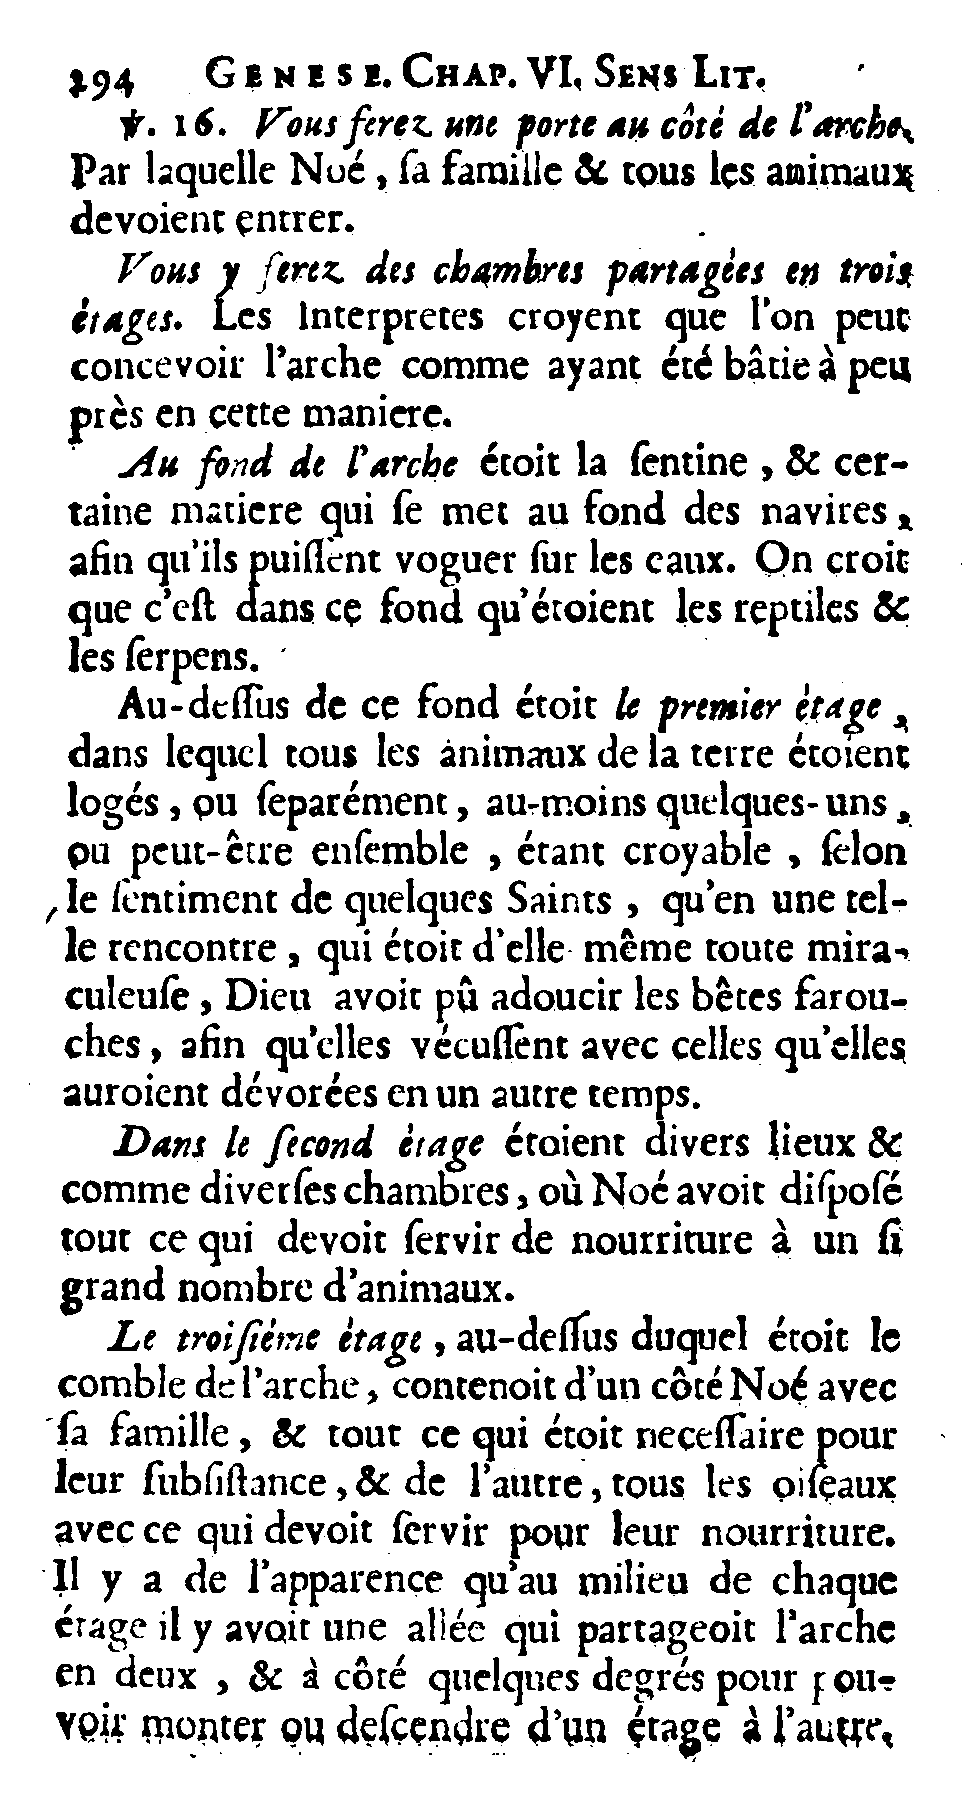 294 GENESE. CHAP. VI. SENS LIT.
℣. 16. Vous ferez une porte au côté de l'arche.
Par laquelle Noé, ſa famille & tous les animaux
devoient entrer.
Vous y ferez des chambres partagées en trois
étages. Les Interpretes croyent que l'on peut
concevoir l'arche comme ayant été bâtie à peu
près en cette maniere.
Au fond de l'arche étoit la ſentine, & cer-
taine matiere qui ſe met au fond des navires,
afin qu'ils puiſſent voguer ſur les eaux. On croit
que c'eſt dans ce fond qu'étoient les reptiles &
les ſerpens.
Au-deſſus de ce fond étoit le premier étage,
dans lequel tous les animaux de la terre étoient
logés, ou ſeparément, au-moins quelques-uns,
ou peut-être enſemble, étant croyable, ſelon
le ſentiment de quelques Saints, qu'en une tel-
le rencontre, qui étoit d'elle même toute mira-
culeuſe, Dieu avoit pû adoucir les bêtes farou-
ches, afin qu'elles vécuſſent avec celles qu'elles
auroient dévorées en un autre temps.
Dans le ſecond étage étoient divers lieux &
comme diverſes chambres, où Noé avoit diſpoſé
tout ce qui devoit ſervir de nourriture à un ſi
grand nombre d'animaux.
Le troiſième étage, au-deſſus duquel étoit le
comble de l'arche, contenoit d'un côté Noé avec
ſa famille, & tout ce qui étoit neceſſaire pour
leur ſubſiſtance, & de l'autre, tous les oiſeaux
avec ce qui devoit ſervir pour leur nourriture.
Il y a de l'apparence qu'au milieu de chaque
étage il y avoit une allée qui partageoit l'arche
en deux, & à côté quelques degrés pour pou-
voir monter ou deſcendre d'un étage à l'autre.